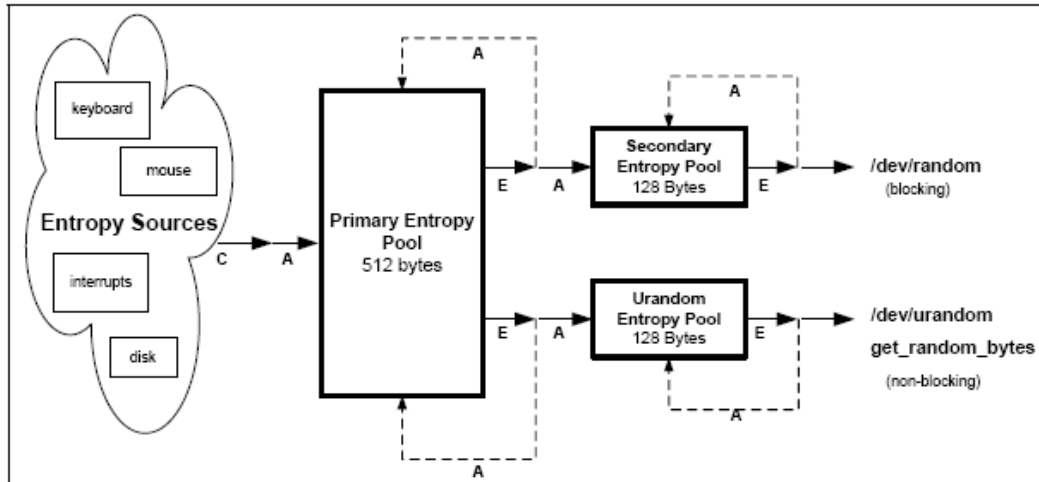 keyboard
mouse
Entropy Sources
interrupts
disk
C
A
Primary Entropy
Pool
512 bytes
A
E
A
Secondary
Entropy Pool
128 Bytes
A
E
/dev/random
(blocking)
E
A
A
Urandom
Entropy Pool
128 Bytes
E
A
/dev/urandom
get_random_bytes
(non-blocking)